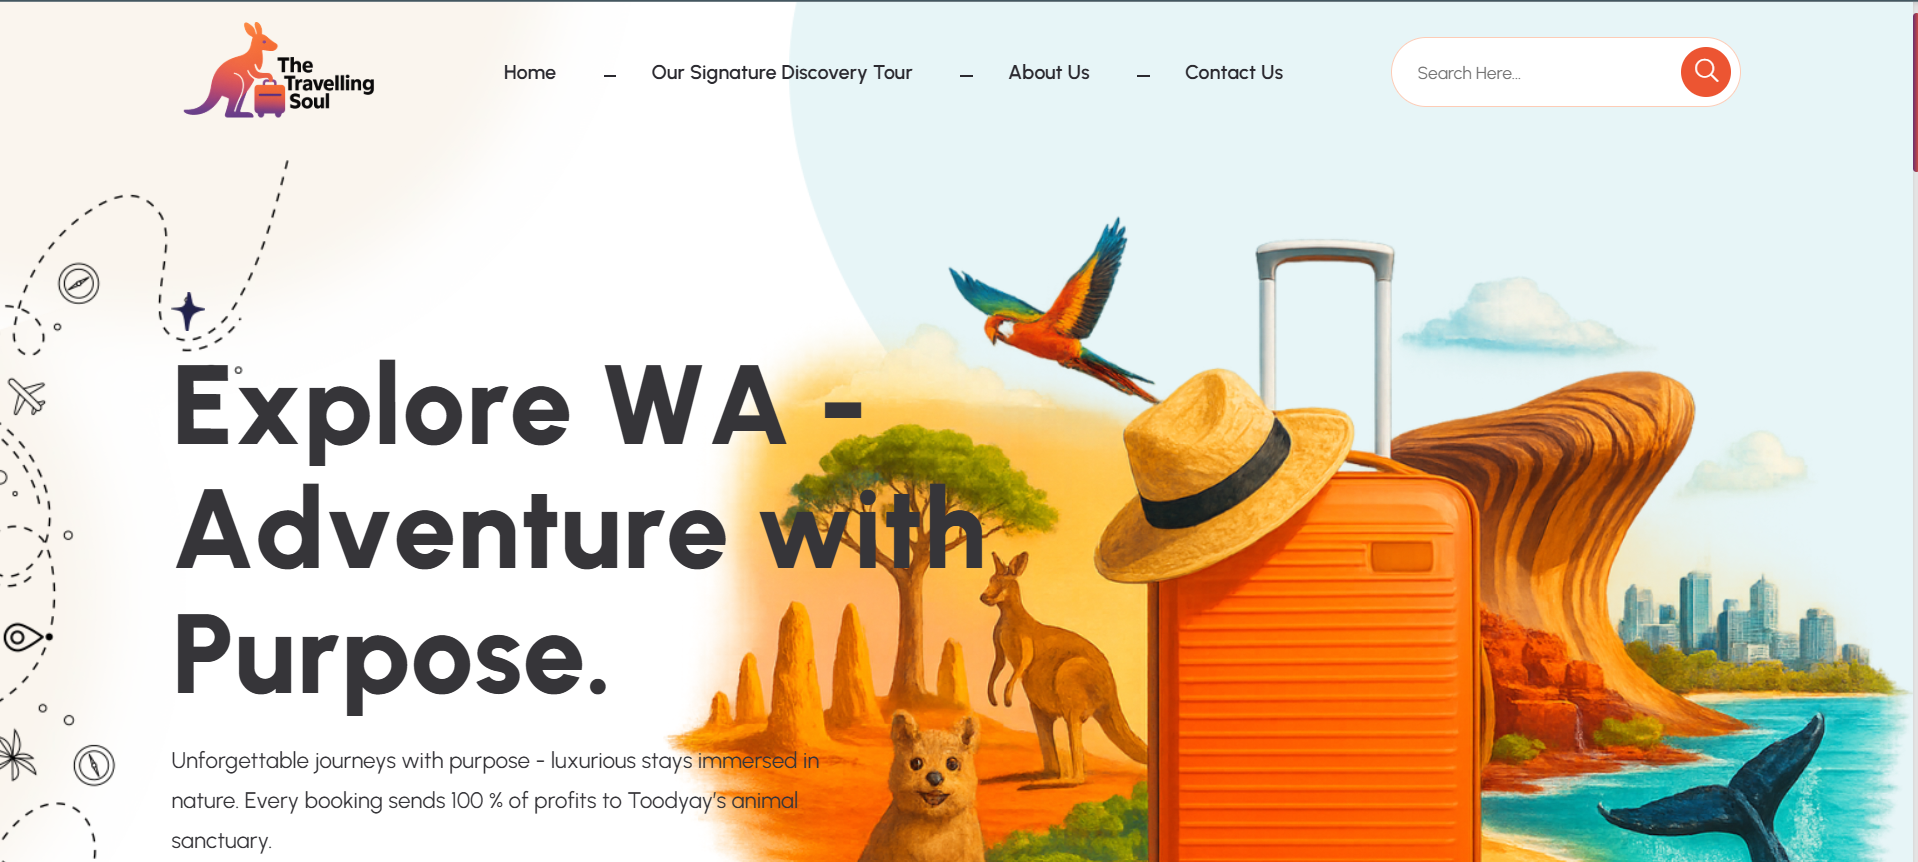 The
Travelling
Soul
Home
Our Signature Discovery Tour
About Us
Contact Us
Search Here...
Explore WA -
Adventure with
Purpose.
Unforgettable journeys with purpose - luxurious stays immersed in
nature. Every booking sends 100 % of profits to Toodyay's animal
sanctuary.